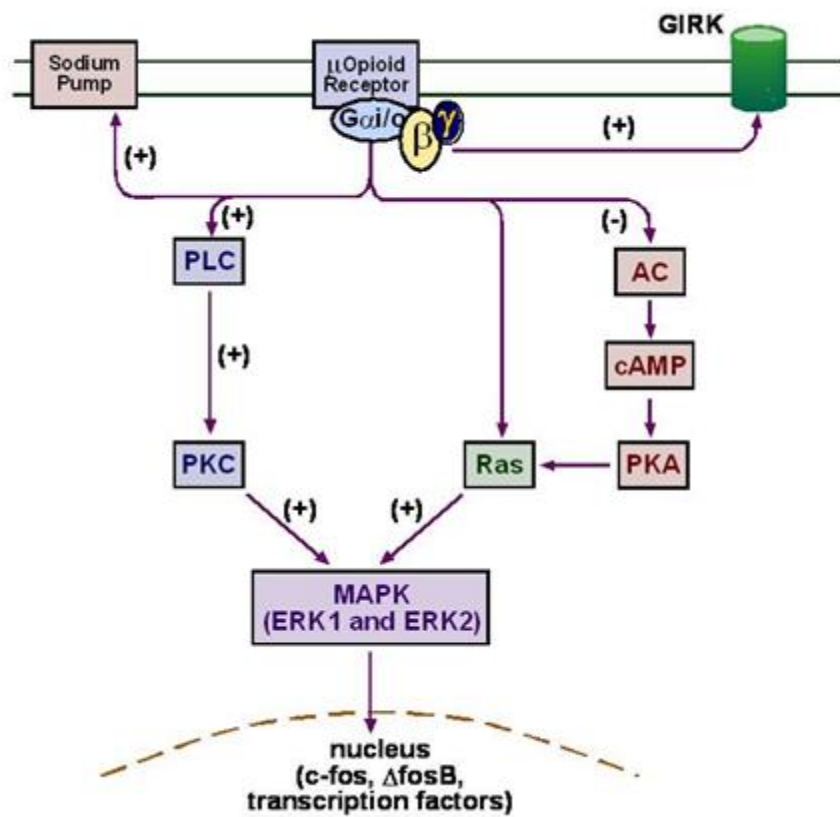 GIRK
Sodium
Pump
μOpioid
Receptor
Gαi/o
β
γ
(+)
(+)
(+)
(-)
PLC
AC
(+)
cAMP
PKC
Ras
PKA
(+)
(+)
MAPK
(ERK1 and ERK2)
nucleus
(c-fos, ΔfosB,
transcription factors)